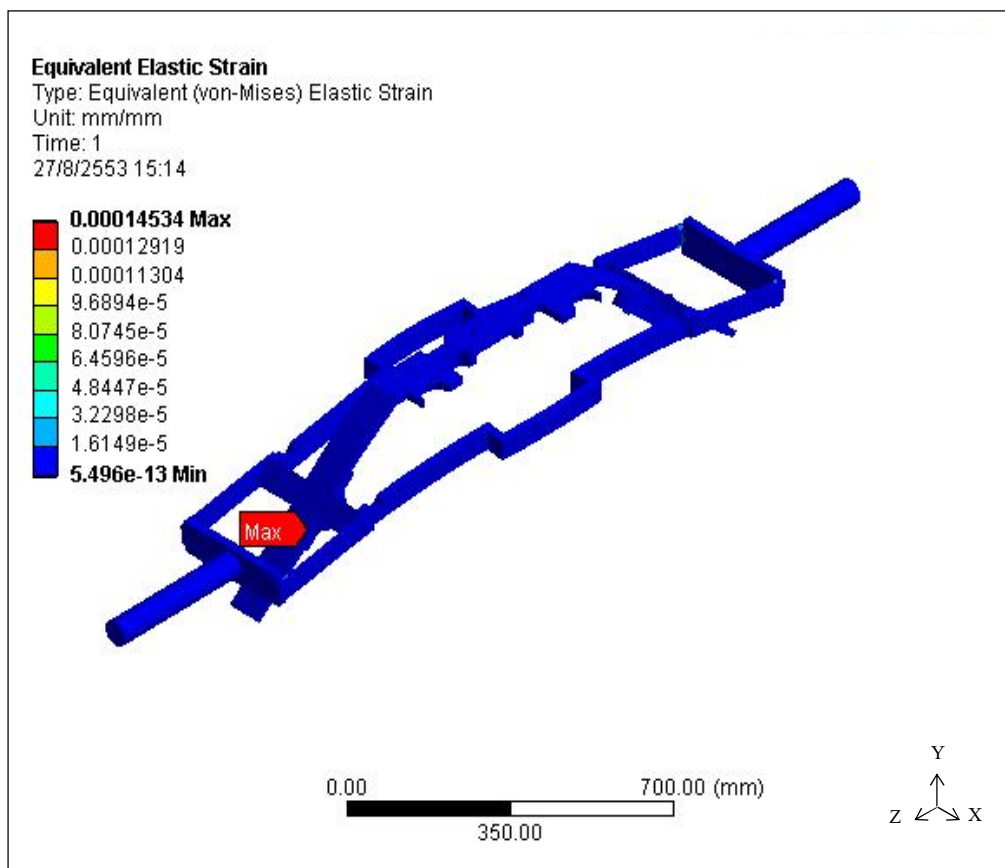 Equivalent Elastic Strain
Type: Equivalent (von-Mises) Elastic Strain
Unit: mm/mm
Time: 1
27/8/2553 15:14
0.00014534 Max
0.00012919
0.00011304
9.6894e-5
8.0745e-5
6.4596e-5
4.8447e-5
3.2298e-5
1.6149e-5
5.496e-13 Min
Max
0.00 700.00 (mm)
350.00
Y
Z X